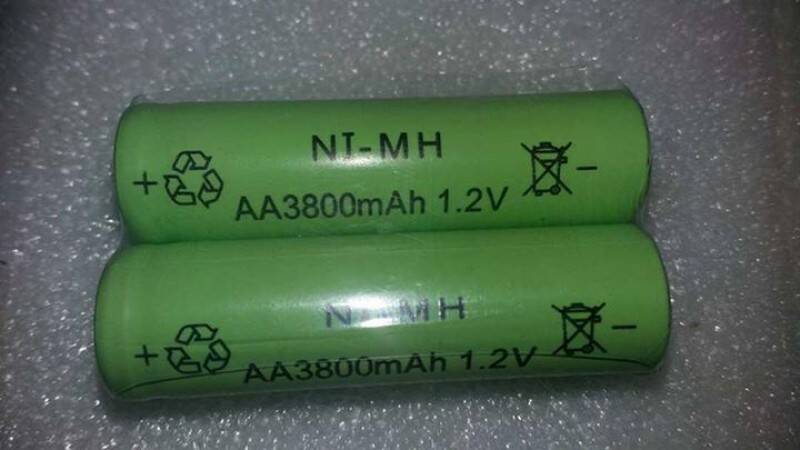 NI-MH
+ -
AA3800mAh 1.2V
NI-MH
+ -
AA3800mAh 1.2V